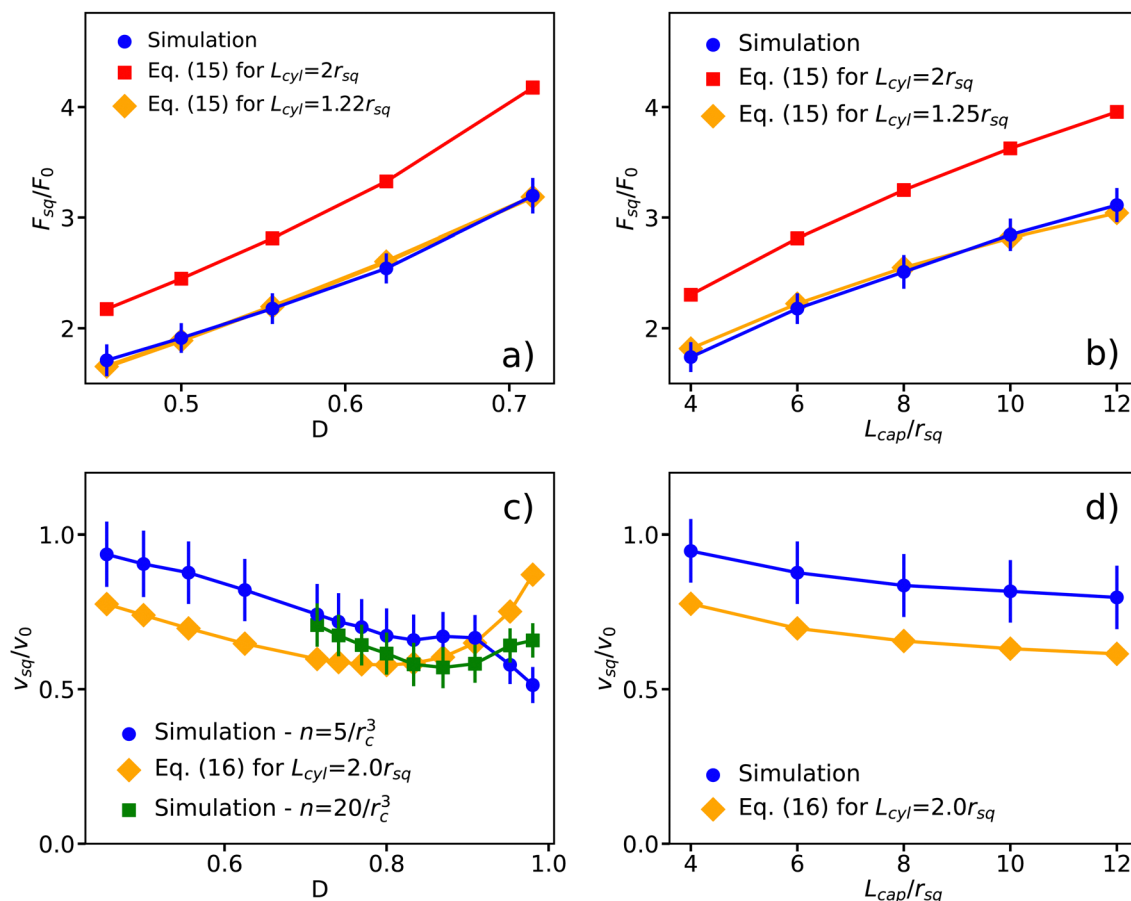 Simulation
Eq. (15) for L_cyl=2r_sq
Eq. (15) for L_cyl=1.22r_sq
4
3
2
F_sq/F_0
a)
0.5 0.6 0.7
D
Simulation
Eq. (15) for L_cyl=2r_sq
Eq. (15) for L_cyl=1.25r_sq
4
3
2
F_sq/F_0
b)
4 6 8 10 12
L_cap/r_sq
c)
1.0
0.5
0.0
v_sq/v_0
Simulation - n=5/r_c^3
Eq. (16) for L_cyl=2.0r_sq
Simulation - n=20/r_c^3
0.6 0.8 1.0
D
d)
1.0
0.5
0.0
v_sq/v_0
Simulation
Eq. (16) for L_cyl=2.0r_sq
4 6 8 10 12
L_cap/r_sq